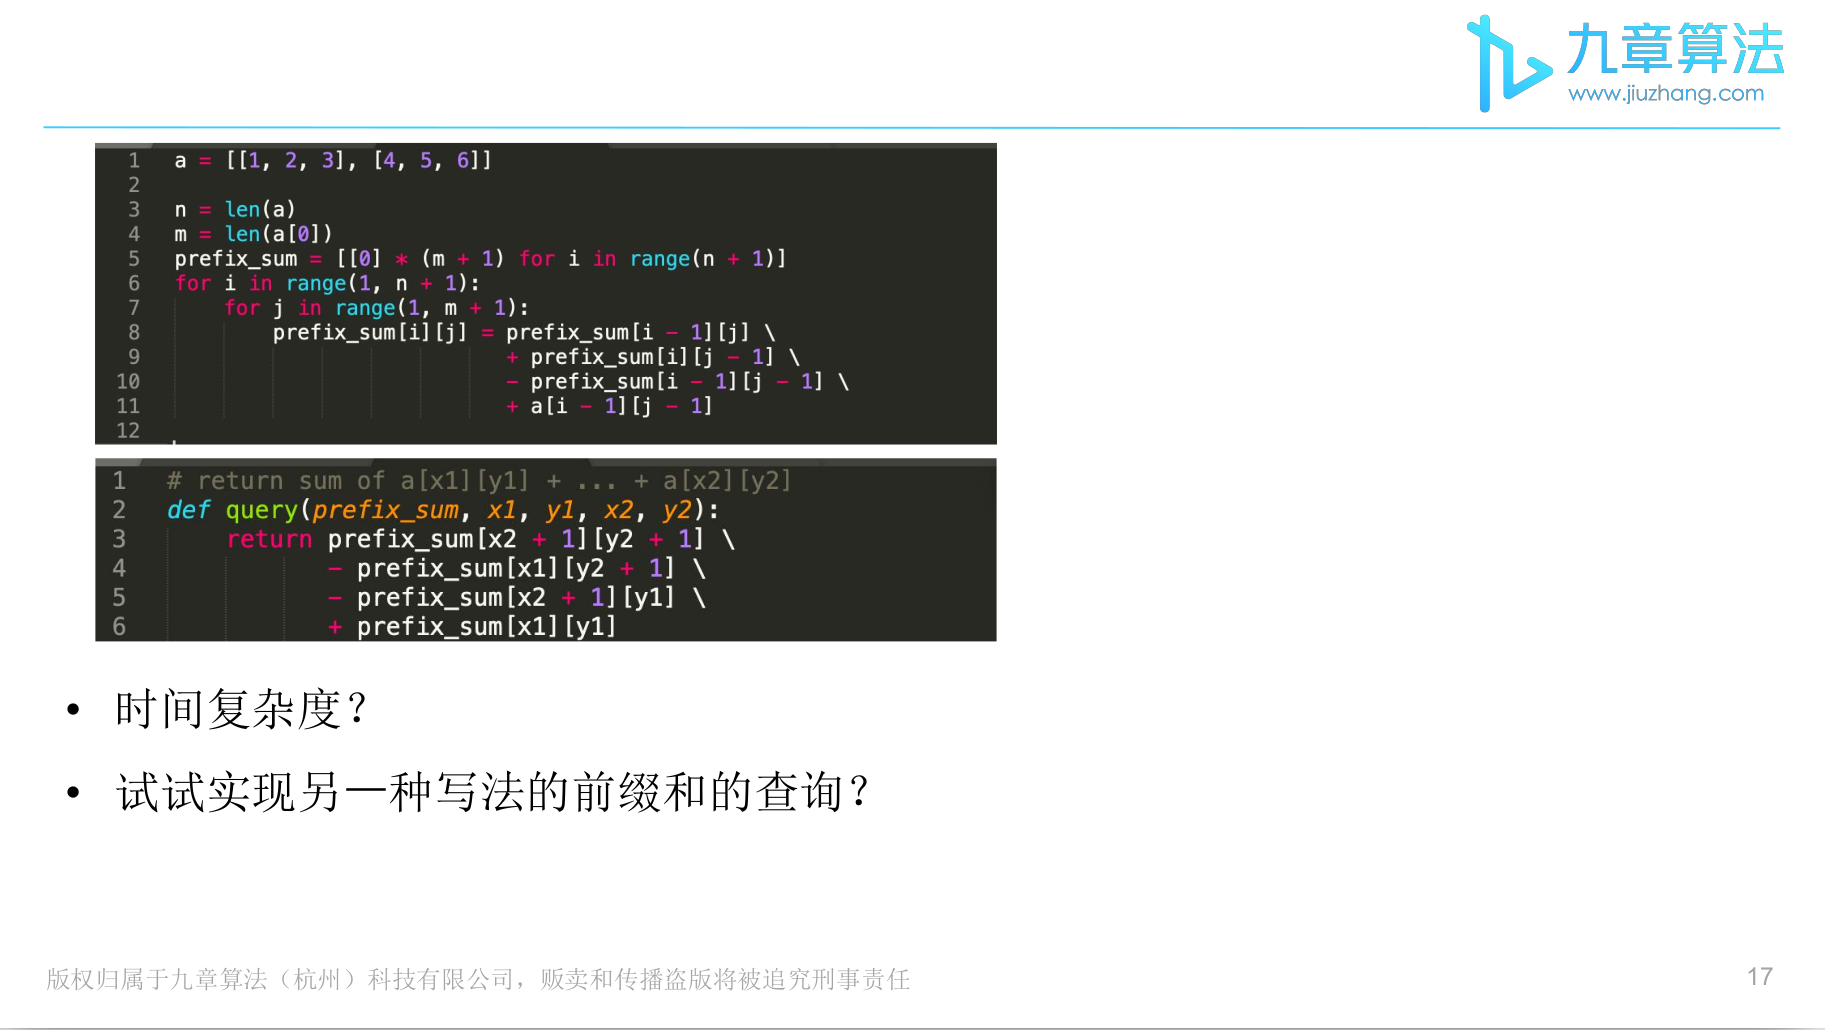 九章算法
www.jiuzhang.com
1 a = [[1, 2, 3], [4, 5, 6]]
2
3 n = len(a)
4 m = len(a[0])
5 prefix_sum = [[0] * (m + 1) for i in range(n + 1)]
6 for i in range(1, n + 1):
7 for j in range(1, m + 1):
8 prefix_sum[i][j] = prefix_sum[i - 1][j] \
9 + prefix_sum[i][j - 1] \
10 - prefix_sum[i - 1][j - 1] \
11 + a[i - 1][j - 1]
12
1 # return sum of a[x1][y1] + ... + a[x2][y2]
2 def query(prefix_sum, x1, y1, x2, y2):
3 return prefix_sum[x2 + 1][y2 + 1] \
4 - prefix_sum[x1][y2 + 1] \
5 - prefix_sum[x2 + 1][y1] \
6 + prefix_sum[x1][y1]
• 时间复杂度？
• 试试实现另一种写法的前缀和的查询？
版权归属于九章算法（杭州）科技有限公司，贩卖和传播盗版将被追究刑事责任
17